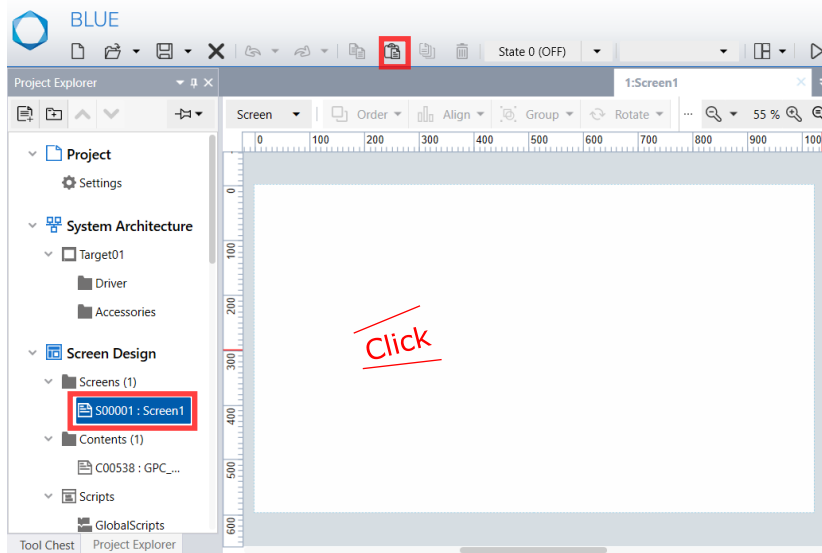 BLUE
State 0 (OFF)
Project Explorer
1:Screen1
Screen Order Align Group Rotate ... 55 %
0 100 200 300 400 500 600 700 800 900 100
Project
Settings
System Architecture
Target01
Driver
Accessories
Screen Design
Screens (1)
S00001 : Screen1
Contents (1)
C00538 : GPC_...
Scripts
GlobalScripts
Tool Chest Project Explorer
0
100
200
300
400
500
600
Click